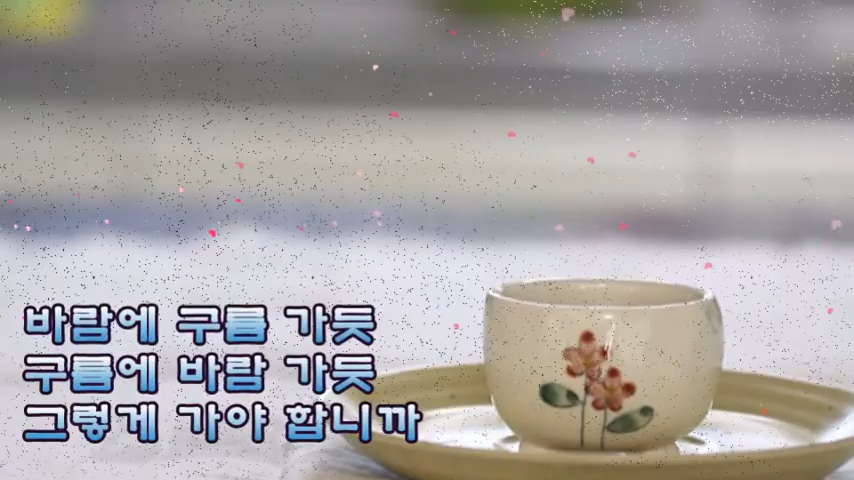 바람에 구름 가듯
구름에 바람 가듯
그렇게 가야 합니까